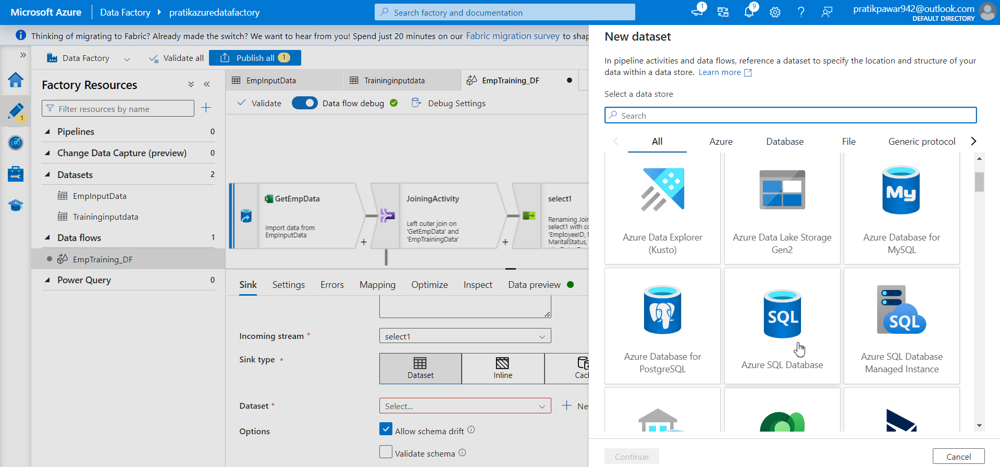 Microsoft Azure
Data Factory
pratikazuredatafactory
Search factory and documentation
1
9
pratikpawar942@outlook.com
DEFAULT DIRECTORY
Thinking of migrating to Fabric? Already made the switch? We want to hear from you! Spend just 20 minutes on our Fabric migration survey to shap
Data Factory
Validate all
Publish all 1
1
Factory Resources
Filter resources by name
Pipelines 0
Change Data Capture (preview) 0
Datasets 2
EmpInputData
Traininginputdata
Data flows 1
EmpTraining_DF
Power Query 0
EmpInputData
Traininginputdata
EmpTraining_DF
Validate
Data flow debug
Debug Settings
GetEmpData
Import data from
EmpInputData
JoiningActivity
Left outer join on
'GetEmpData' and
'EmpTrainingData'
select1
Renaming Join
select1 with co
'EmployeeID,
MaritalStatus,
+
+
Sink
Settings
Errors
Mapping
Optimize
Inspect
Data preview
Incoming stream *
select1
Sink type *
Dataset
Inline
Cach
Dataset *
Select...
Nev
Options
Allow schema drift
Validate schema
New dataset
In pipeline activities and data flows, reference a dataset to specify the location and structure of your
data within a data store. Learn more
Select a data store
Search
All
Azure
Database
File
Generic protocol
Azure Data Explorer
(Kusto)
Azure Data Lake Storage
Gen2
My
Azure Database for
MySQL
Azure Database for
PostgreSQL
SQL
Azure SQL Database
SQL
Azure SQL Database
Managed Instance
Continue
Cancel